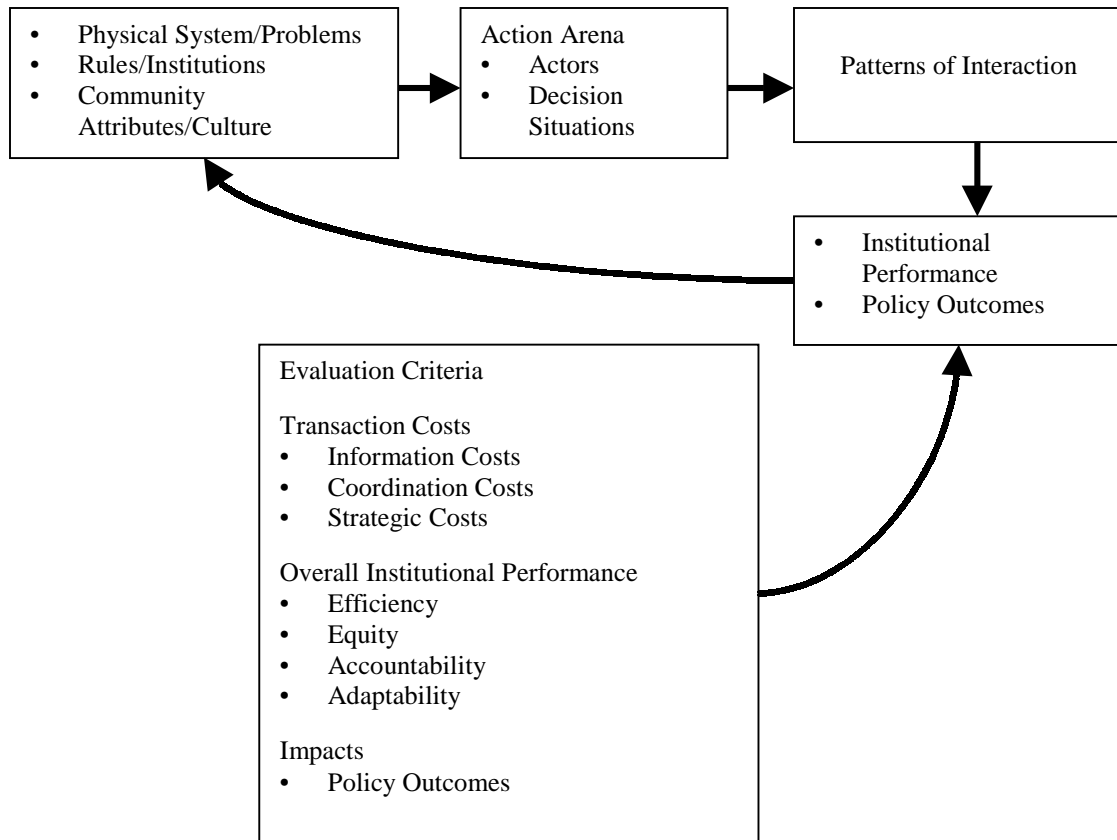 • Physical System/Problems
• Rules/Institutions
• Community
Attributes/Culture
Action Arena
• Actors
• Decision
Situations
Patterns of Interaction
• Institutional
Performance
• Policy Outcomes
Evaluation Criteria
Transaction Costs
• Information Costs
• Coordination Costs
• Strategic Costs
Overall Institutional Performance
• Efficiency
• Equity
• Accountability
• Adaptability
Impacts
• Policy Outcomes